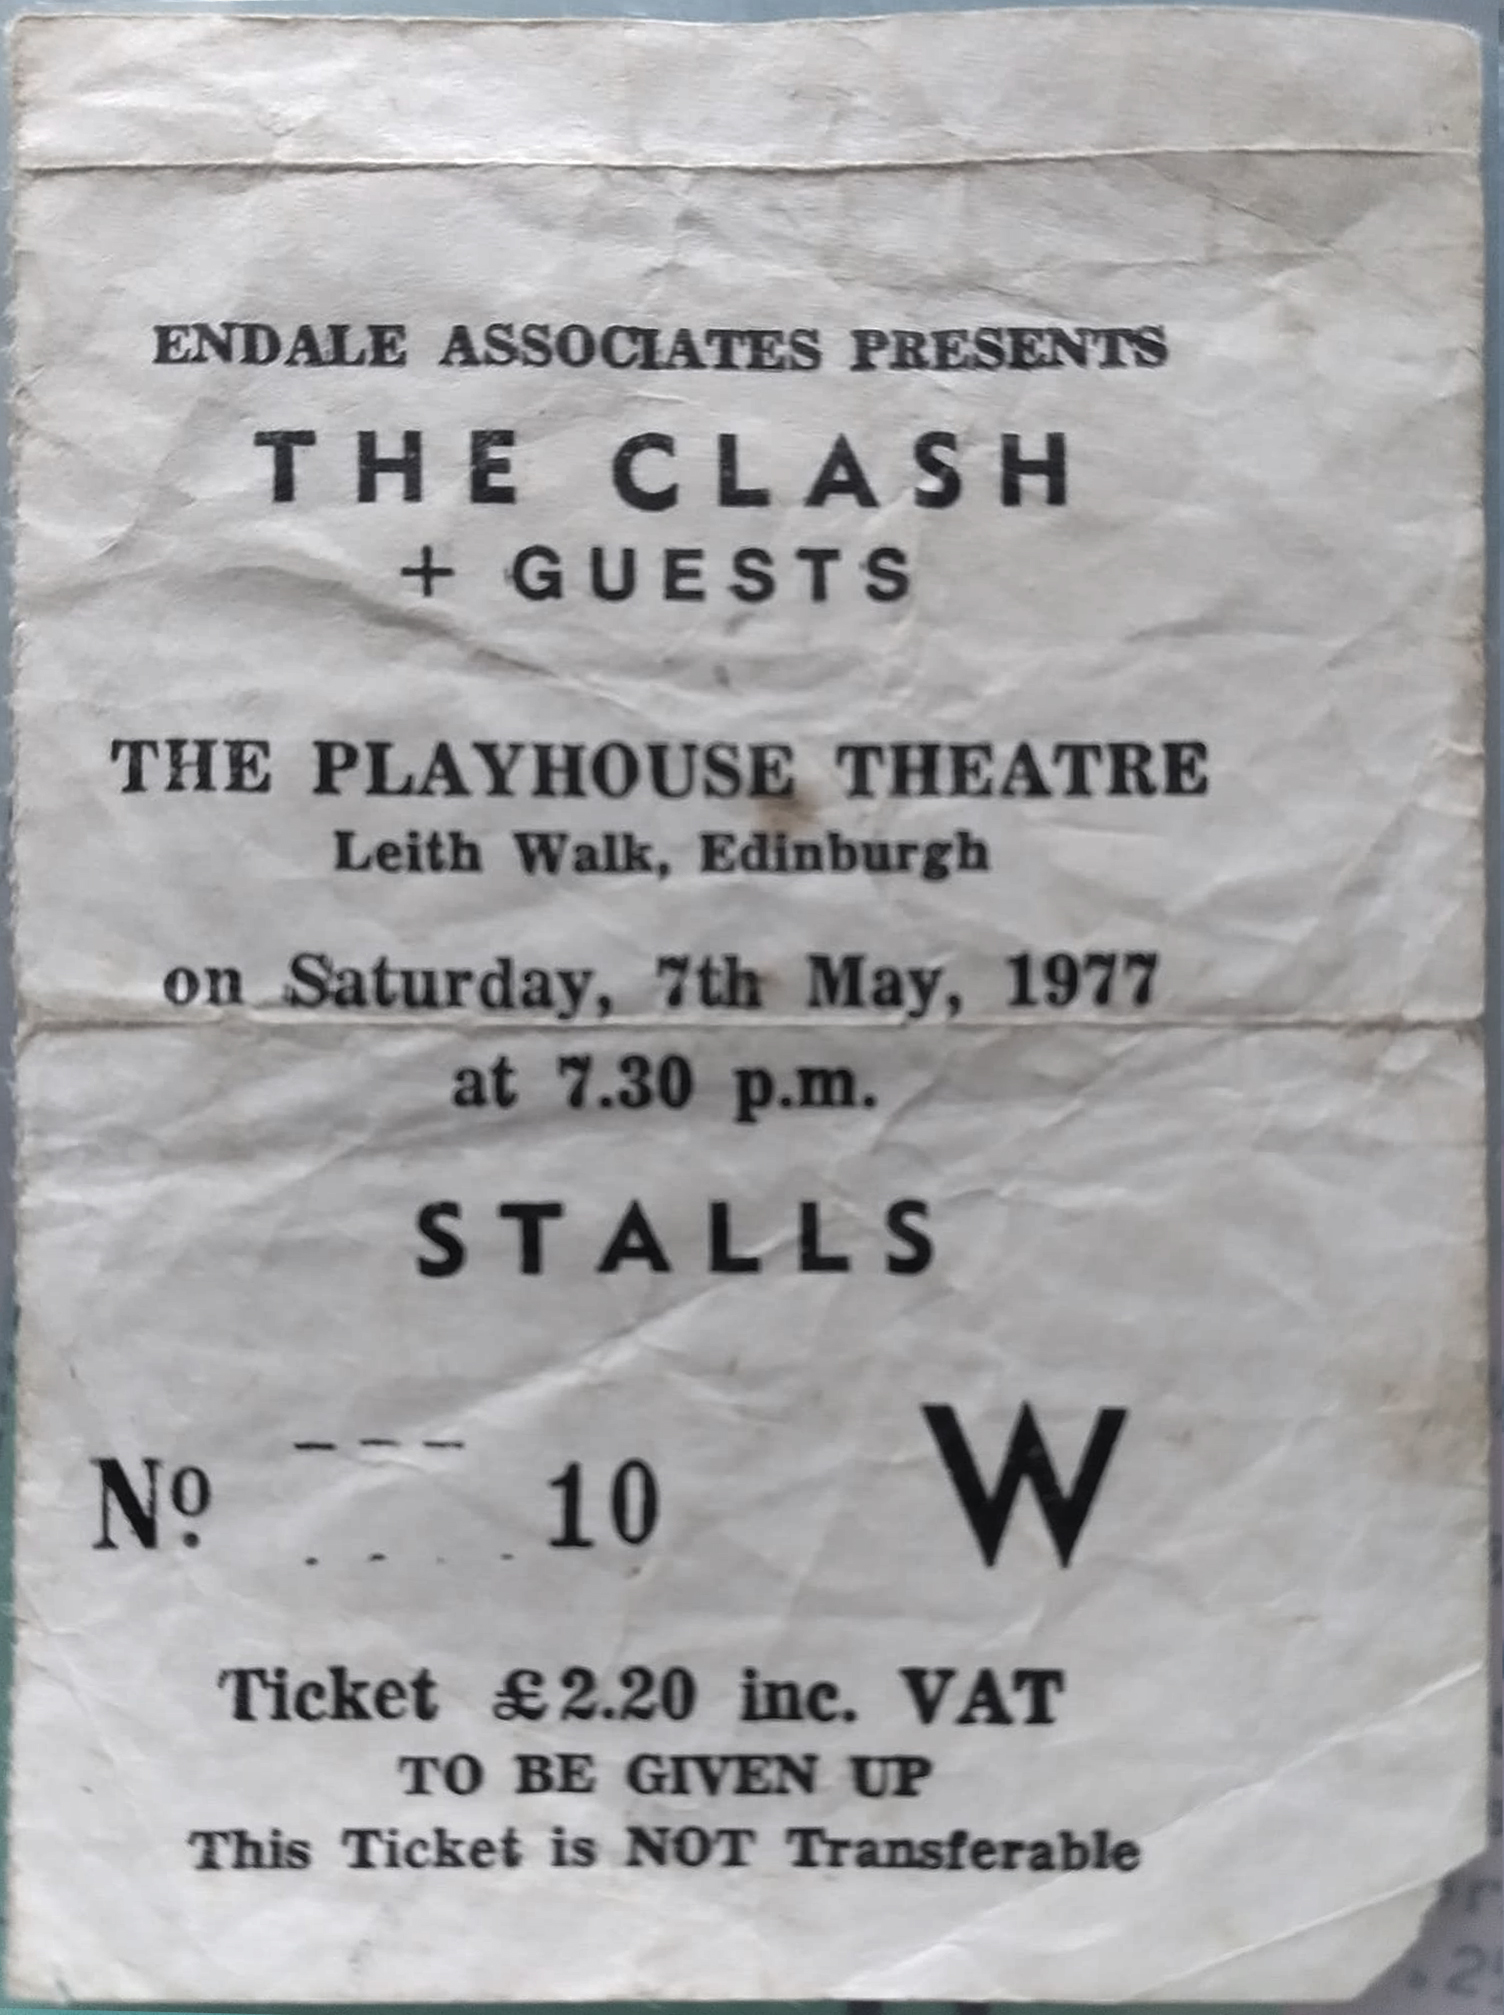 ENDALE ASSOCIATES PRESENTS
THE CLASH
+ GUESTS
THE PLAYHOUSE THEATRE
Leith Walk, Edinburgh
on Saturday, 7th May, 1977
at 7.30 p.m.
STALLS
Nº 10 W
Ticket £2.20 inc. VAT
TO BE GIVEN UP
This Ticket is NOT Transferable